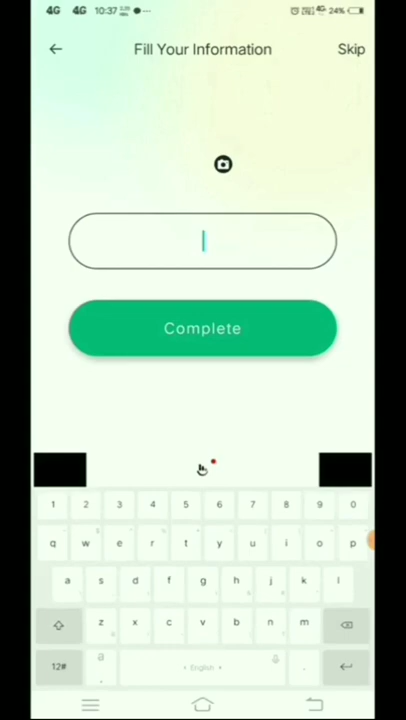 4G 4G 10:37
4G 24%
Fill Your Information
Skip
Complete
1 2 3 4 5 6 7 8 9 0
q w e r t y u i o p
a s d f g h j k l
z x c v b n m
12# , English .